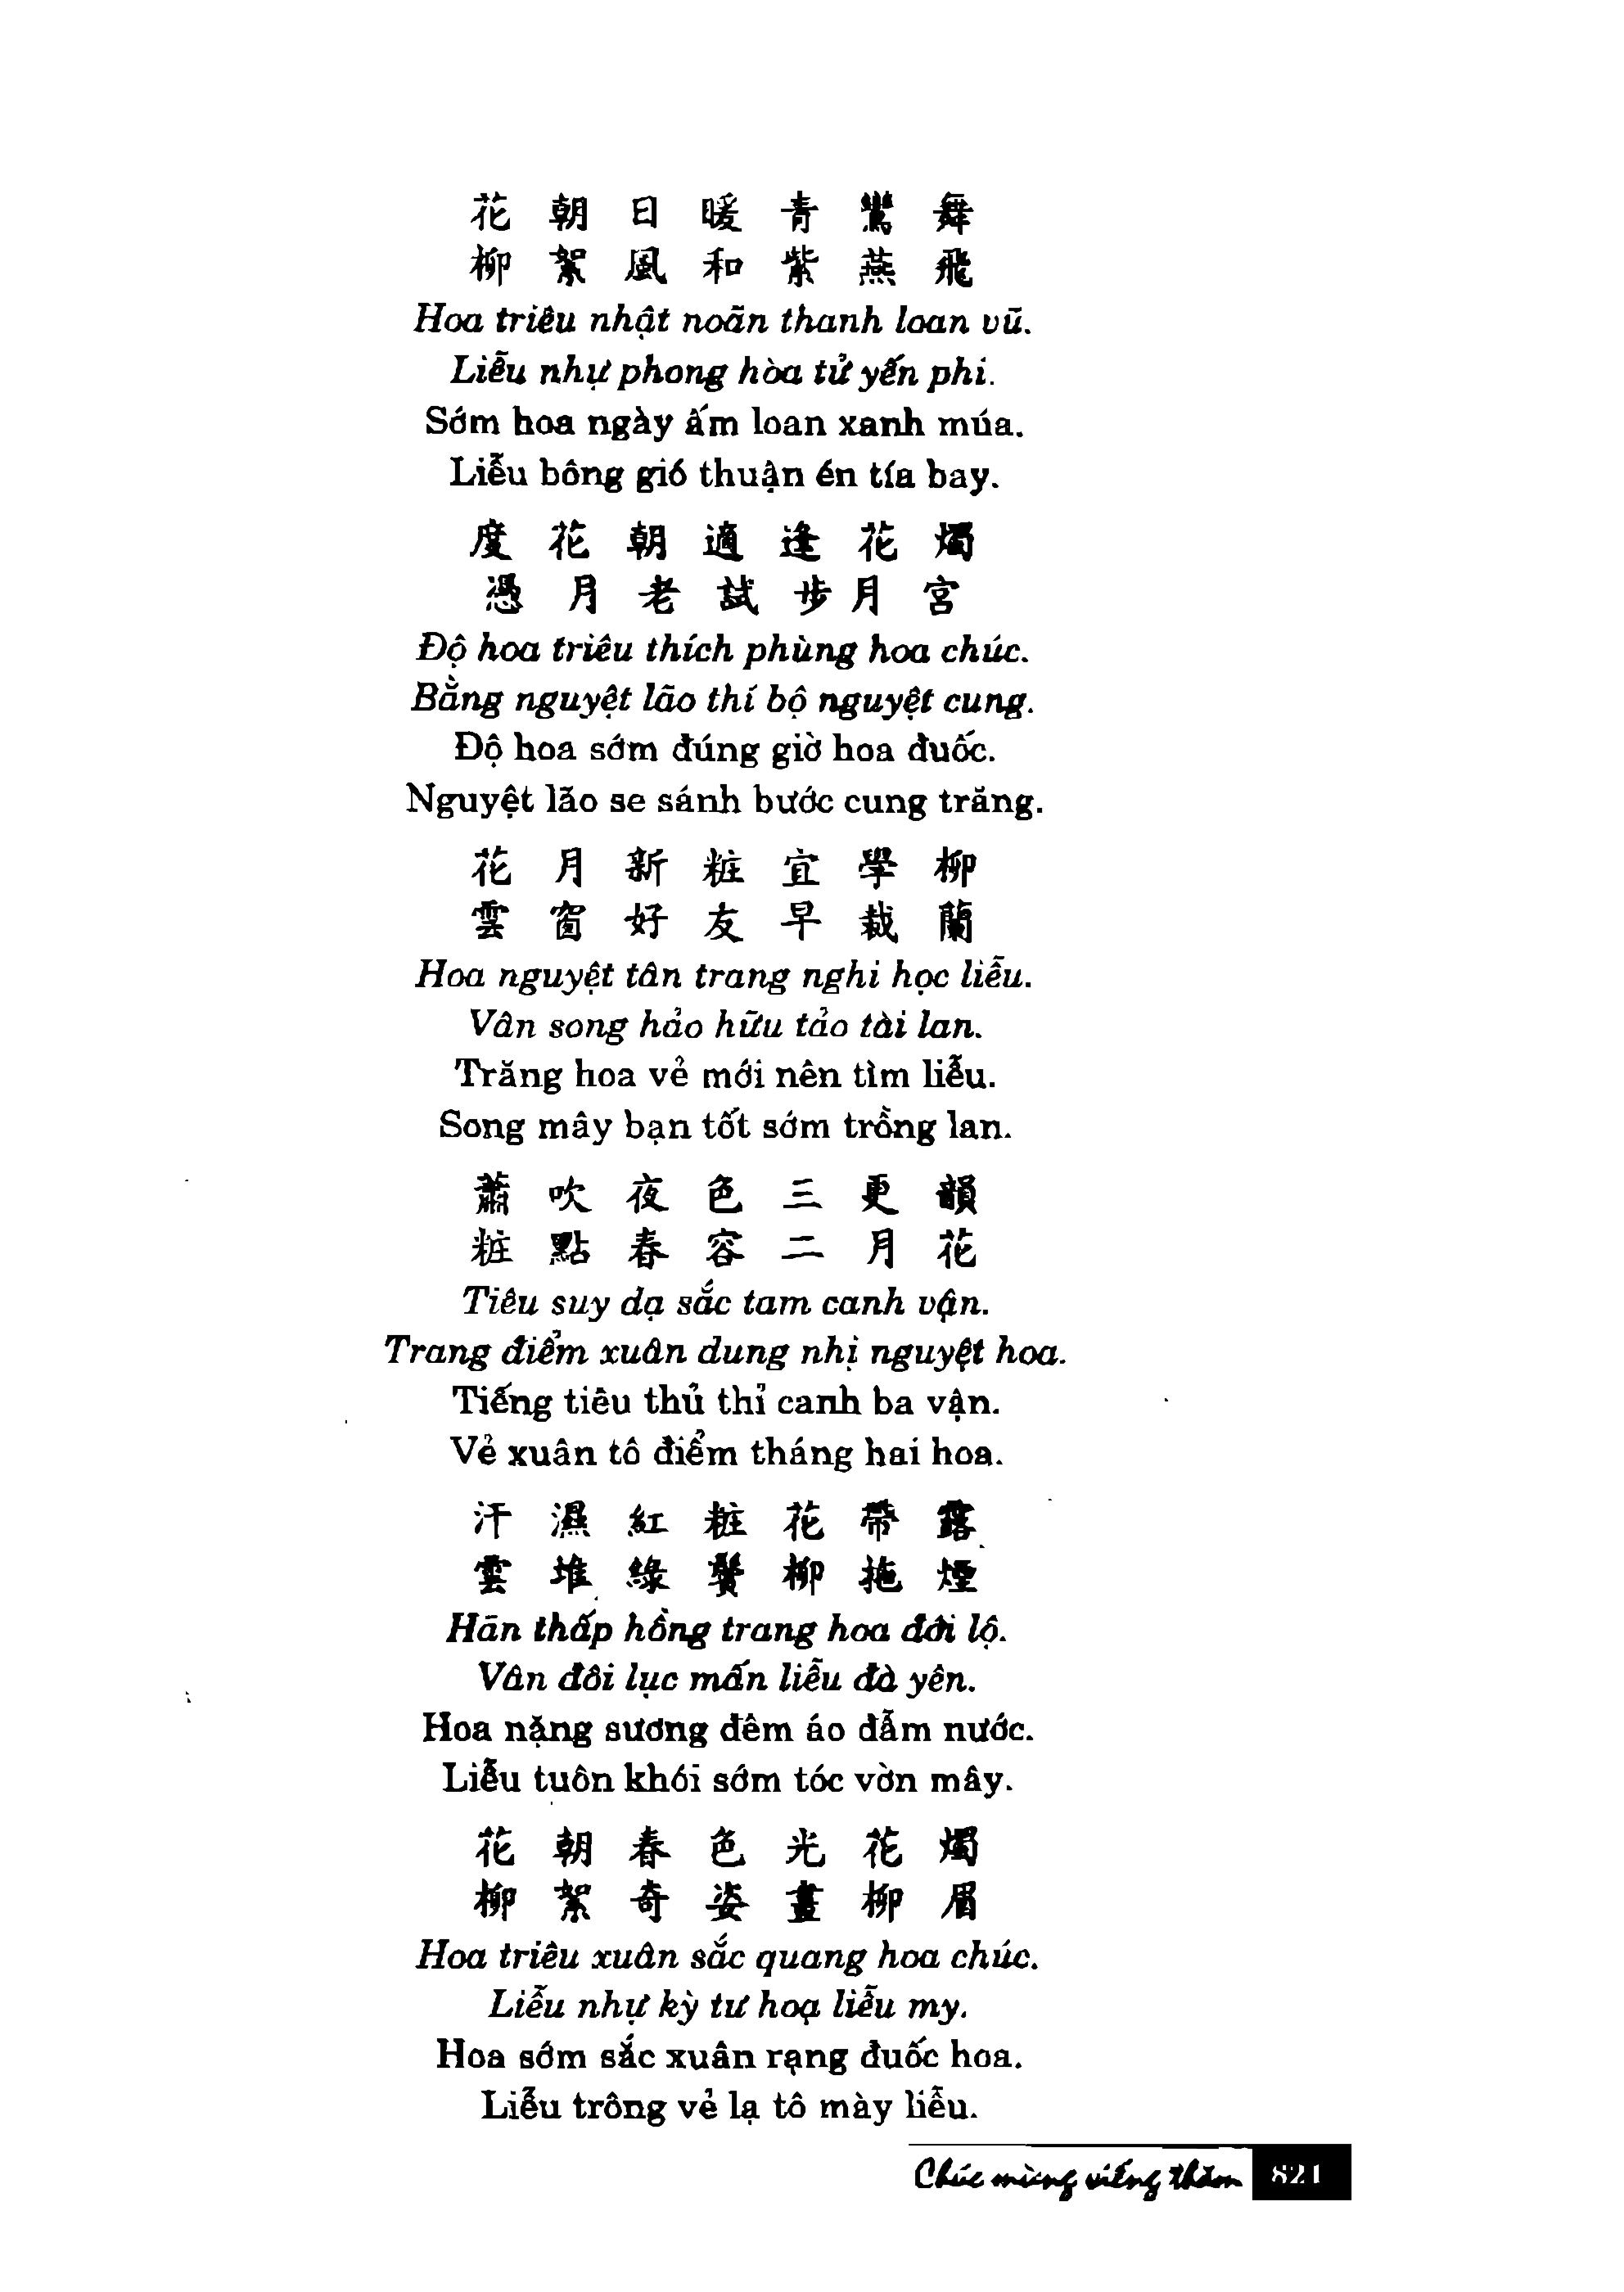 花朝日暖青鸞舞
柳絮風和紫燕飛
Hoa triêu nhật noãn thanh loan vũ.
Liễu như phong hòa tử yến phi.
Sớm hoa ngày ấm loan xanh múa.
Liễu bông gió thuận én tía bay.
度花朝適逢花燭
憑月老試步月宮
Độ hoa triêu thích phùng hoa chúc.
Bằng nguyệt lão thí bộ nguyệt cung.
Độ hoa sớm đúng giờ hoa đuốc.
Nguyệt lão se sánh bước cung trăng.
花月新粧宜學柳
雲窗好友早栽蘭
Hoa nguyệt tân trang nghi học liễu.
Vân song hảo hữu tảo tài lan.
Trăng hoa vẻ mới nên tìm liễu.
Song mây bạn tốt sớm trồng lan.
蕭吹夜色三更韻
粧點春容二月花
Tiêu suy dạ sắc tam canh vận.
Trang điểm xuân dung nhị nguyệt hoa.
Tiếng tiêu thủ thỉ canh ba vận.
Vẻ xuân tô điểm tháng hai hoa.
汗濕紅粧花帶露
雲堆綠鬢柳拖煙
Hãn thấp hồng trang hoa đới lộ.
Vân đôi lục mấn liễu đà yên.
Hoa nặng sương đêm áo đẫm nước.
Liễu tuôn khói sớm tóc vờn mây.
花朝春色光花燭
柳絮奇姿畫柳眉
Hoa triêu xuân sắc quang hoa chúc.
Liễu như kỳ tư hoạ liễu my.
Hoa sớm sắc xuân rạng đuốc hoa.
Liễu trông vẻ lạ tô mày liễu.
Chúc mừng viếng thăm 821